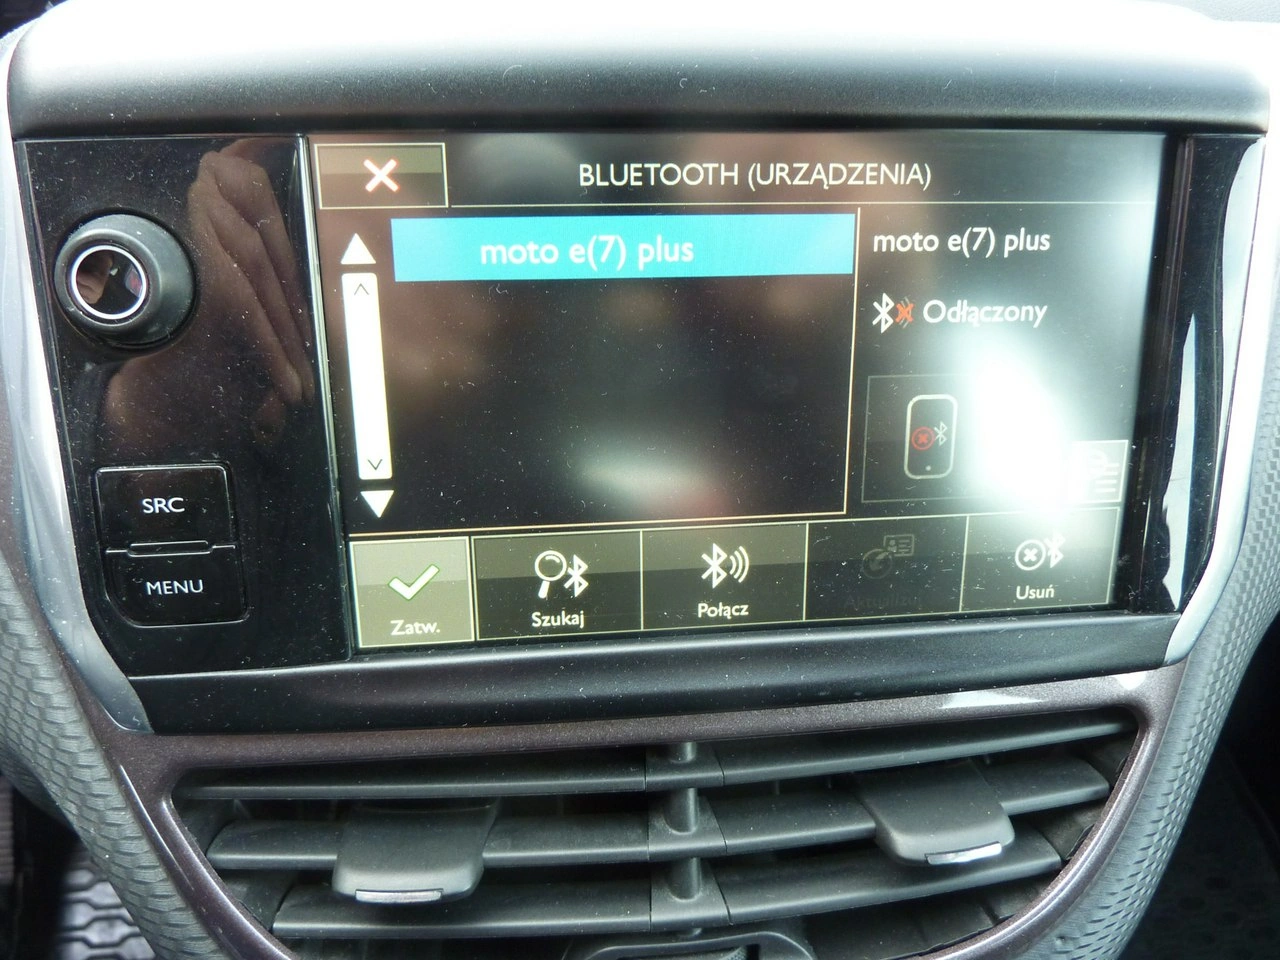 BLUETOOTH (URZĄDZENIA)
moto e(7) plus
moto e(7) plus
Odłączony
SRC
MENU
Zatw.
Szukaj
Połącz
Usuń